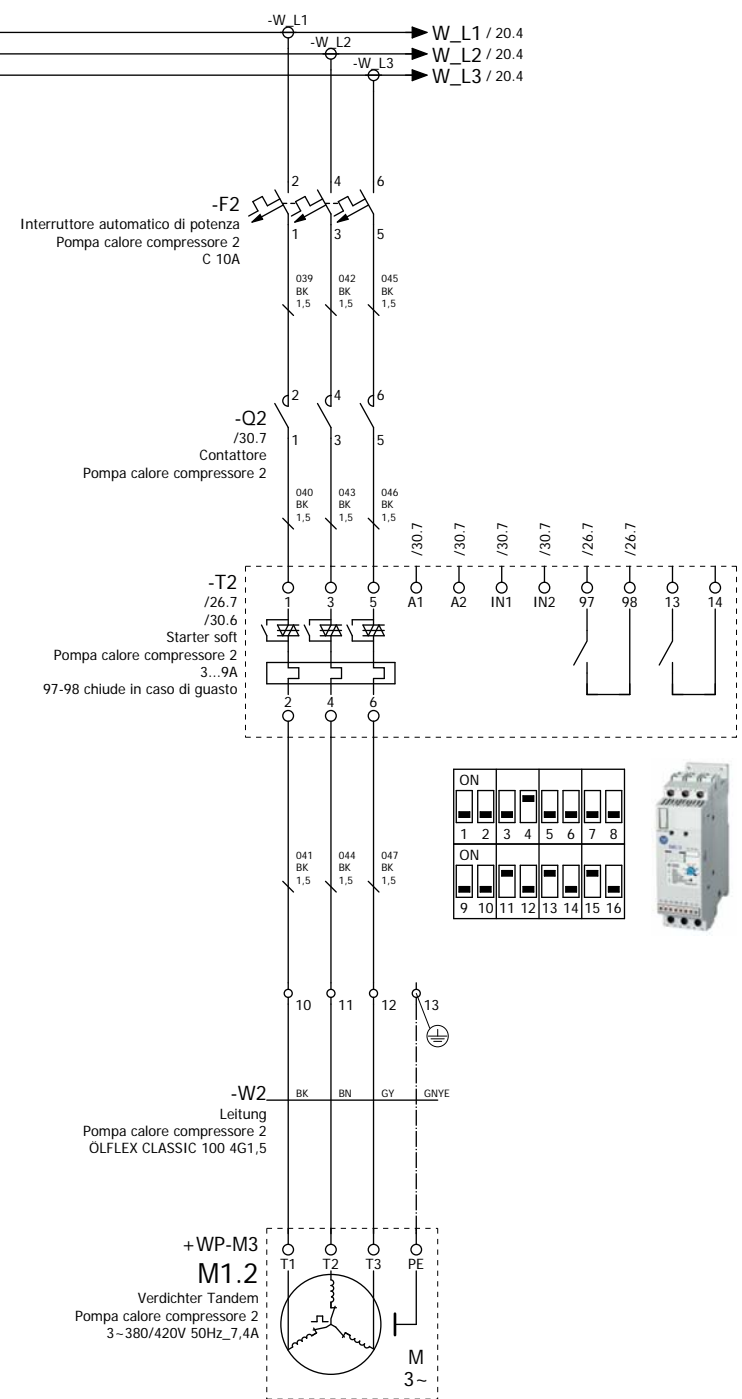 -W_L1
W_L1 / 20.4
-W_L2
W_L2 / 20.4
-W_L3
W_L3 / 20.4
2 4 6
-F2
Interruttore automatico di potenza
Pompa calore compressore 2
C 10A
1 3 5
039 042 045
BK BK BK
1,5 1,5 1,5
2 4 6
-Q2
/30.7
Contattore
Pompa calore compressore 2
1 3 5
040 043 046
BK BK BK
1,5 1,5 1,5
/30.7 /30.7 /30.7 /30.7 /26.7 /26.7
-T2
/26.7
/30.6
Starter soft
Pompa calore compressore 2
3...9A
97-98 chiude in caso di guasto
1 3 5 A1 A2 IN1 IN2 97 98 13 14
2 4 6
ON
1 2 3 4 5 6 7 8
ON
9 10 11 12 13 14 15 16
041 044 047
BK BK BK
1,5 1,5 1,5
10 11 12 13
-W2
BK BN GY GNYE
Leitung
Pompa calore compressore 2
ÖLFLEX CLASSIC 100 4G1,5
+WP-M3
T1 T2 T3 PE
M1.2
Verdichter Tandem
Pompa calore compressore 2
3~380/420V 50Hz_7,4A
M
3~